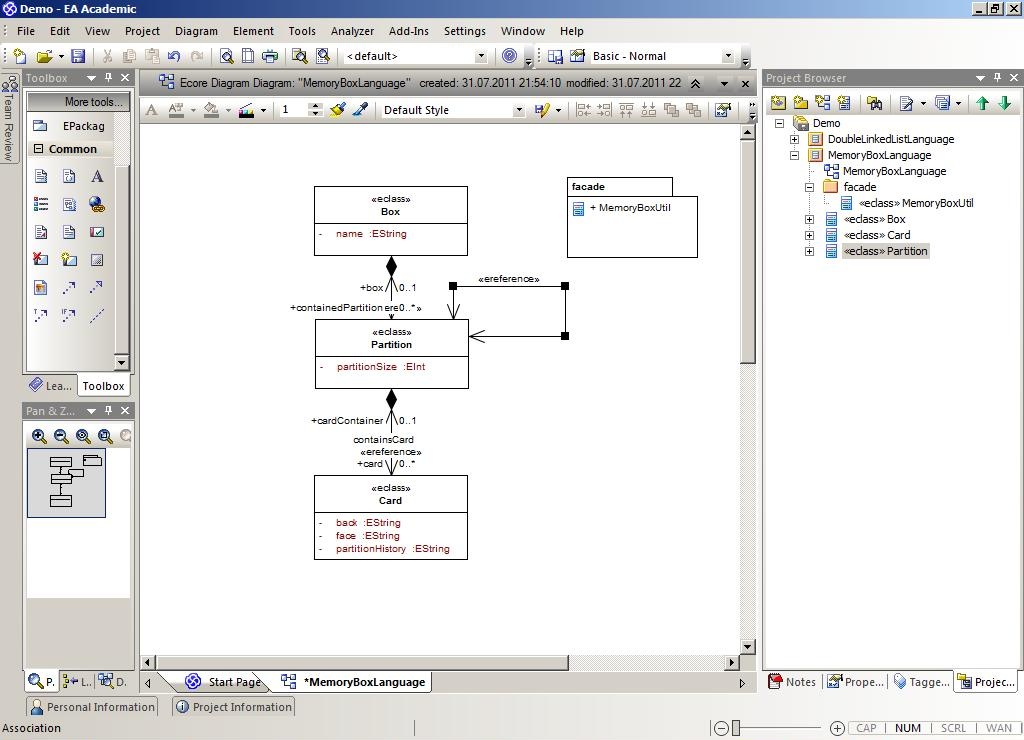 Demo - EA Academic
File Edit View Project Diagram Element Tools Analyzer Add-Ins Settings Window Help
<default> Basic - Normal
Team Review
Toolbox
More tools...
EPackag
Common
Lea... Toolbox
Pan & Z...
P. L.. D.
Ecore Diagram Diagram: "MemoryBoxLanguage" created: 31.07.2011 21:54:10 modified: 31.07.2011 22
1 Default Style
«eclass»
Box
- name :EString
facade
+ MemoryBoxUtil
+box 0..1
«ereference»
+containedPartition ere0..* »
«eclass»
Partition
- partitionSize :EInt
+cardContainer 0..1
containsCard
«ereference»
+card 0..*
«eclass»
Card
- back :EString
- face :EString
- partitionHistory :EString
Start Page *MemoryBoxLanguage
Project Browser
Demo
DoubleLinkedListLanguage
MemoryBoxLanguage
MemoryBoxLanguage
facade
«eclass» MemoryBoxUtil
«eclass» Box
«eclass» Card
«eclass» Partition
Notes Prope... Tagge... Projec...
Personal Information Project Information
Association CAP NUM SCRL WAN